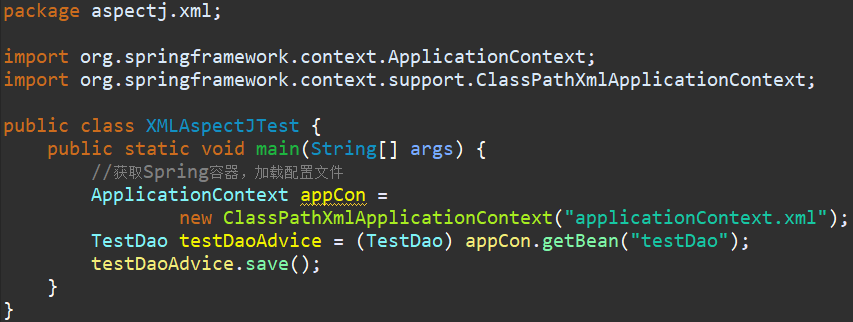 package aspectj.xml;
import org.springframework.context.ApplicationContext;
import org.springframework.context.support.ClassPathXmlApplicationContext;
public class XMLAspectJTest {
public static void main(String[] args) {
//获取Spring容器，加载配置文件
ApplicationContext appCon =
new ClassPathXmlApplicationContext("applicationContext.xml");
TestDao testDaoAdvice = (TestDao) appCon.getBean("testDao");
testDaoAdvice.save();
}
}